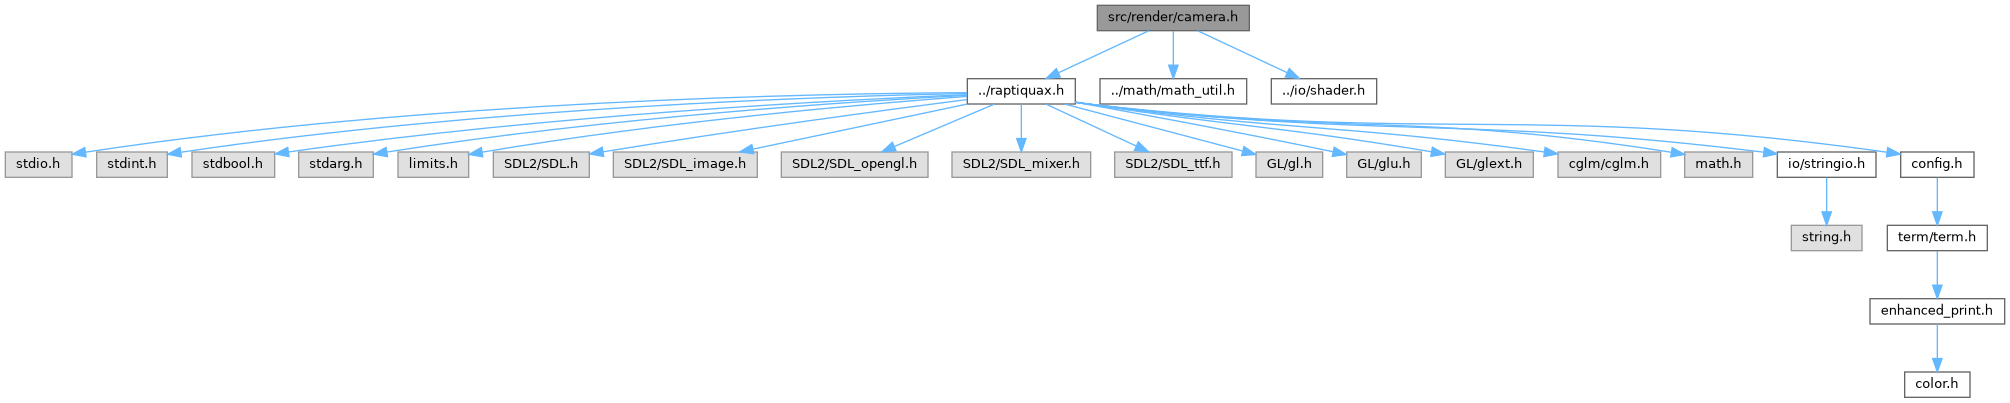 src/render/camera.h
../raptiquax.h
../math/math_util.h
../io/shader.h
stdio.h
stdint.h
stdbool.h
stdarg.h
limits.h
SDL2/SDL.h
SDL2/SDL_image.h
SDL2/SDL_opengl.h
SDL2/SDL_mixer.h
SDL2/SDL_ttf.h
GL/gl.h
GL/glu.h
GL/glext.h
cglm/cglm.h
math.h
io/stringio.h
config.h
string.h
term/term.h
enhanced_print.h
color.h